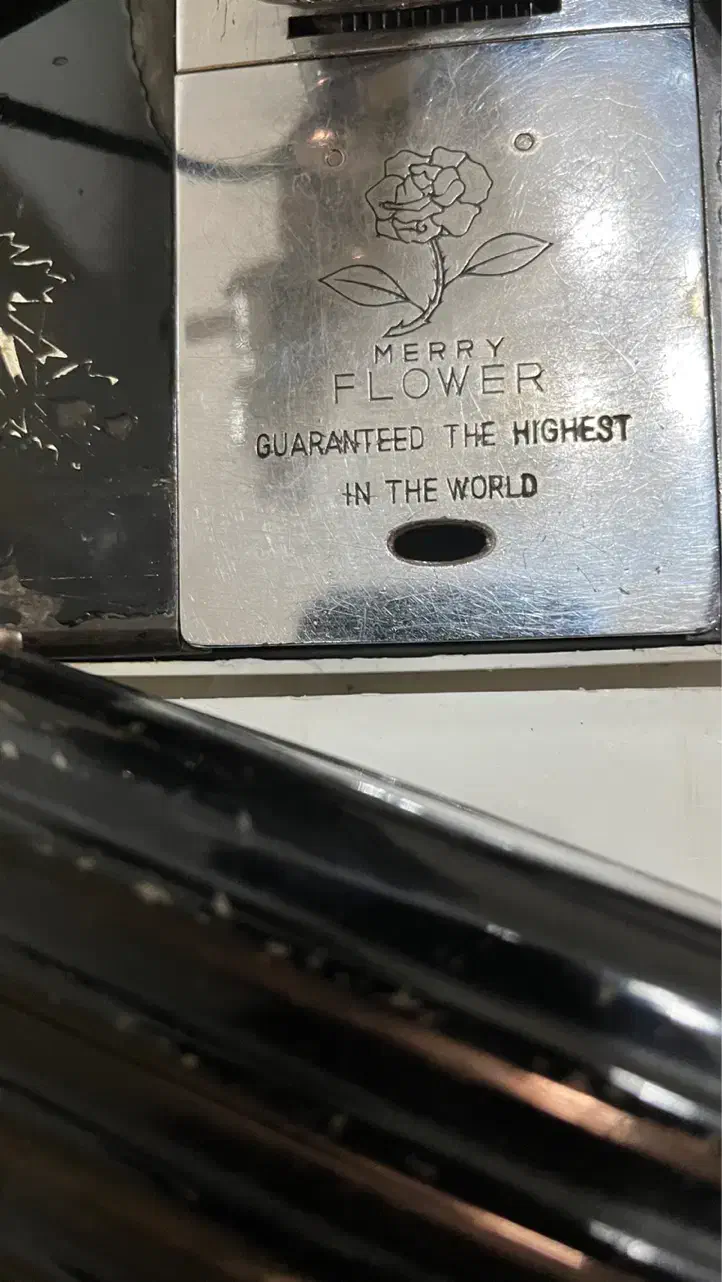 MERRY
FLOWER
GUARANTEED THE HIGHEST
IN THE WORLD